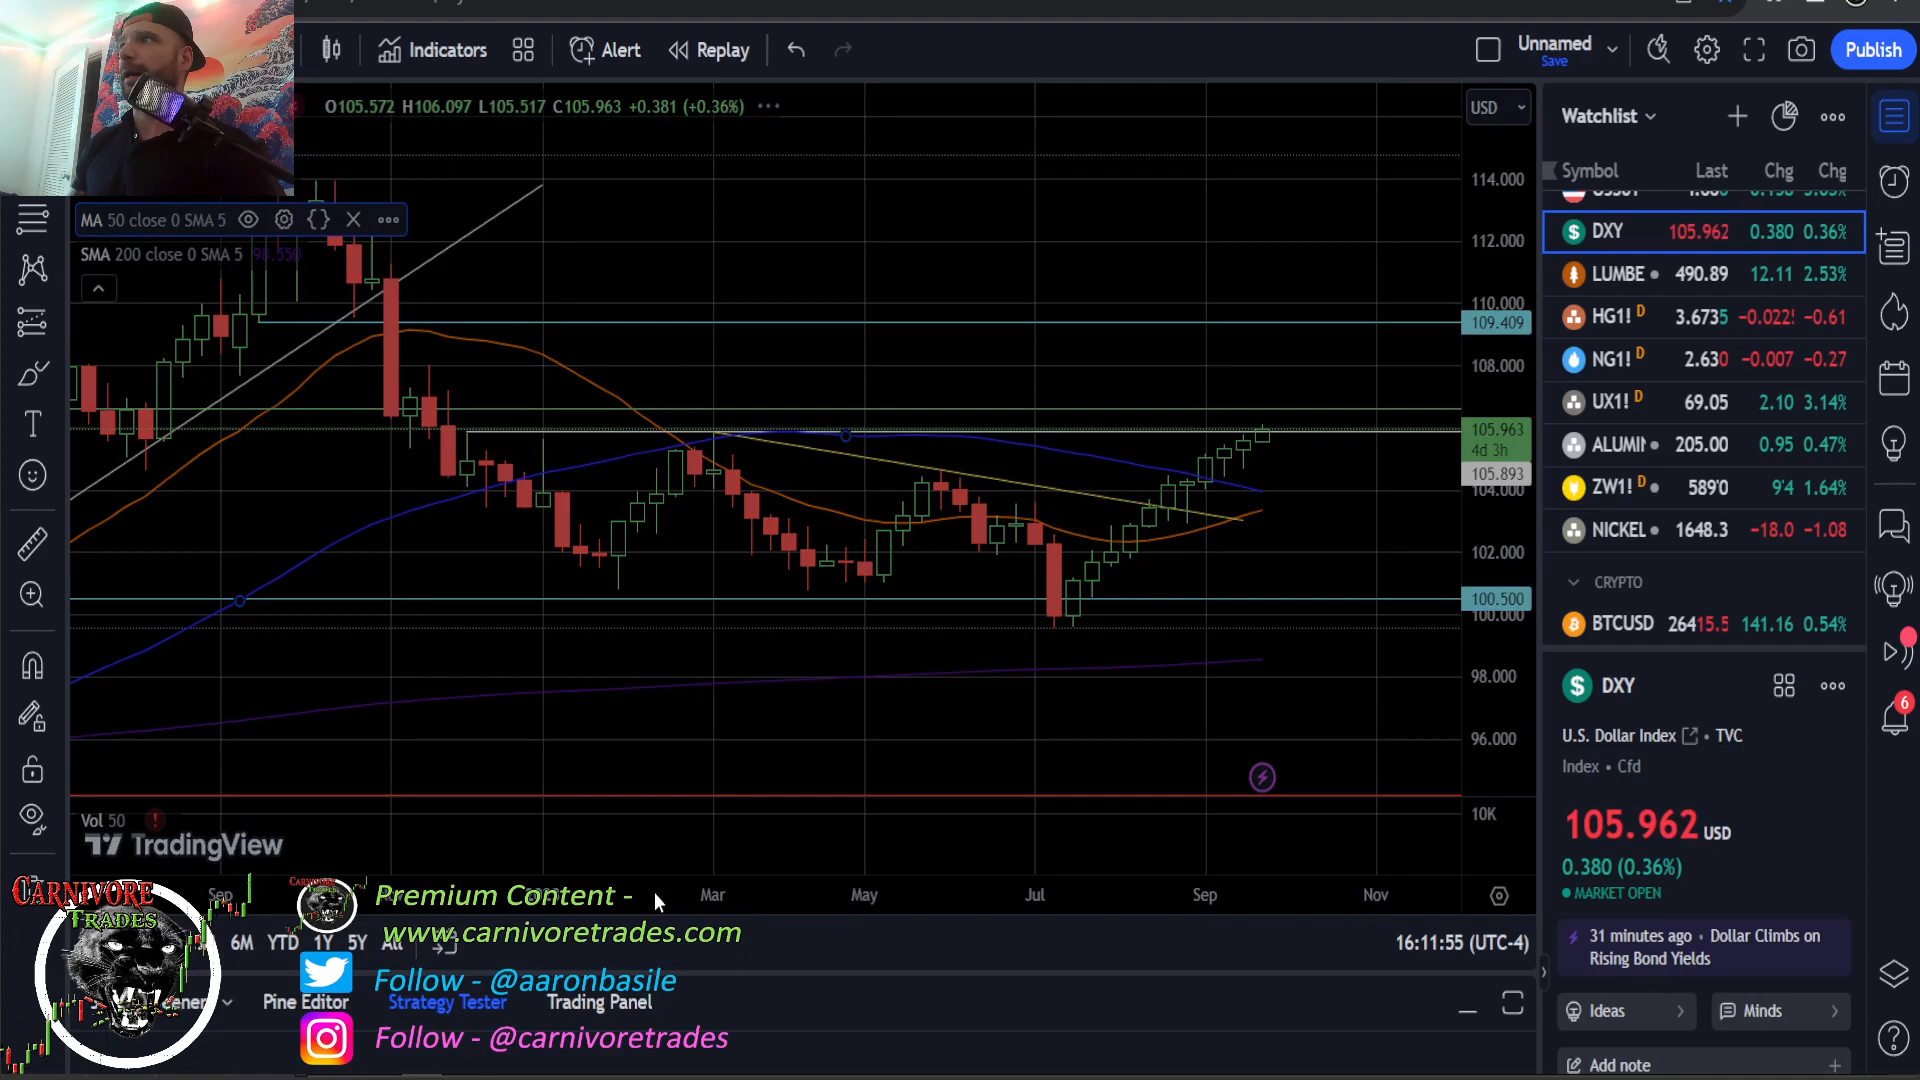 Indicators
Alert
Replay
Unnamed
Save
Publish
O105.572 H106.097 L105.517 C105.963 +0.381 (+0.36%)
USD
MA 50 close 0 SMA 5
SMA 200 close 0 SMA 5 98.550
114.000
112.000
110.000
109.409
108.000
105.963
4d 3h
105.893
104.000
102.000
100.500
100.000
98.000
96.000
10K
Vol 50
TradingView
Sep
Mar
May
Jul
Sep
Nov
6M YTD 1Y 5Y All
16:11:55 (UTC-4)
Pine Editor
Strategy Tester
Trading Panel
CARNIVORE
TRADES
Premium Content -
www.carnivoretrades.com
Follow - @aaronbasile
Follow - @carnivoretrades
Watchlist
Symbol Last Chg Chg
DXY 105.962 0.380 0.36%
LUMBE 490.89 12.11 2.53%
HG1! D 3.6735 −0.022 −0.61
NG1! D 2.630 −0.007 −0.27
UX1! D 69.05 2.10 3.14%
ALUMIN 205.00 0.95 0.47%
ZW1! D 589'0 9'4 1.64%
NICKEL 1648.3 −18.0 −1.08
CRYPTO
BTCUSD 26415.5 141.16 0.54%
DXY
U.S. Dollar Index • TVC
Index • Cfd
105.962 USD
0.380 (0.36%)
MARKET OPEN
31 minutes ago • Dollar Climbs on
Rising Bond Yields
Ideas
Minds
Add note
6